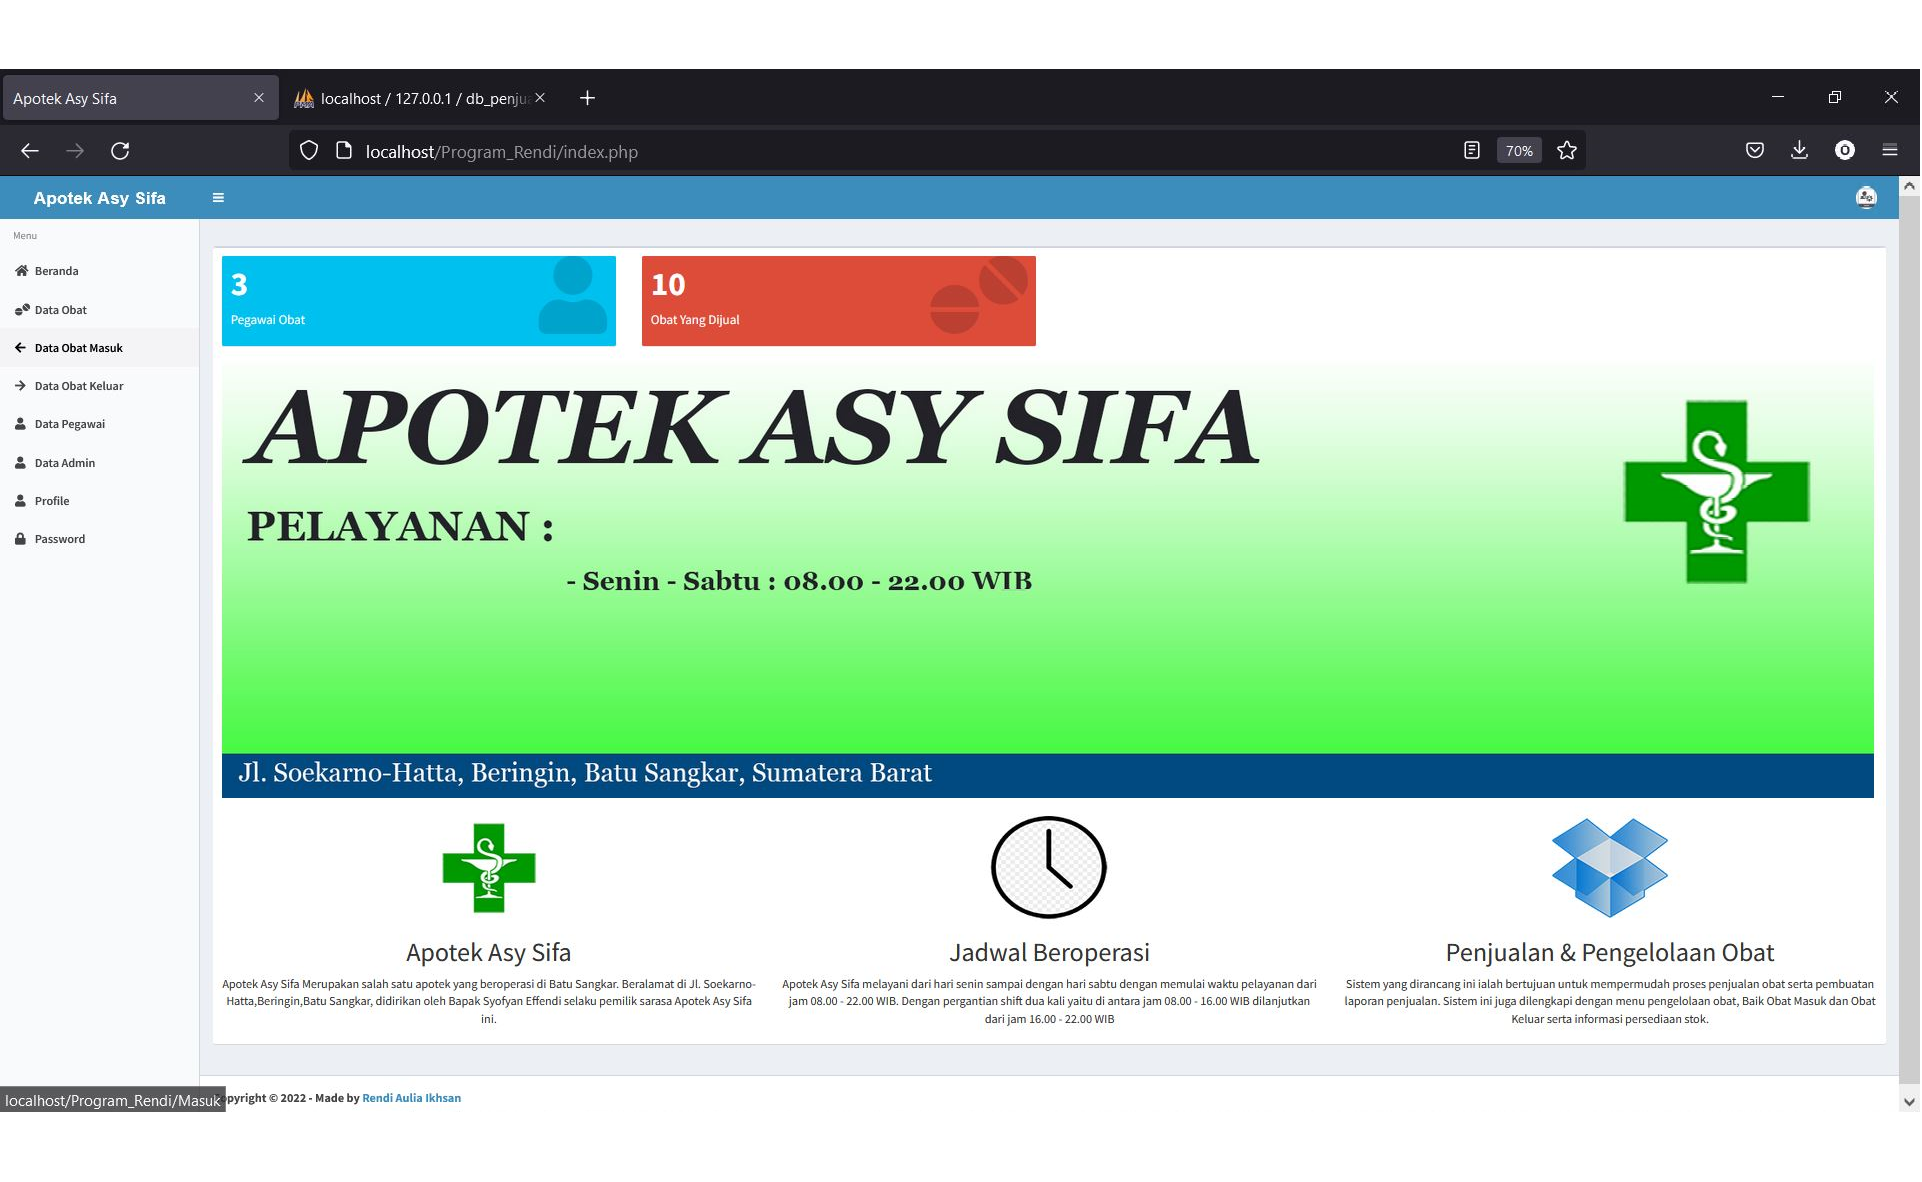 Apotek Asy Sifa
localhost / 127.0.0.1 / db_penju
localhost/Program_Rendi/index.php
70%
Apotek Asy Sifa
Menu
Beranda
Data Obat
Data Obat Masuk
Data Obat Keluar
Data Pegawai
Data Admin
Profile
Password
3
Pegawai Obat
10
Obat Yang Dijual
APOTEK ASY SIFA
PELAYANAN :
- Senin - Sabtu : 08.00 - 22.00 WIB
Jl. Soekarno-Hatta, Beringin, Batu Sangkar, Sumatera Barat
Apotek Asy Sifa
Apotek Asy Sifa Merupakan salah satu apotek yang beroperasi di Batu Sangkar. Beralamat di Jl. Soekarno-
Hatta,Beringin,Batu Sangkar, didirikan oleh Bapak Syofyan Effendi selaku pemilik sarasa Apotek Asy Sifa
ini.
Jadwal Beroperasi
Apotek Asy Sifa melayani dari hari senin sampai dengan hari sabtu dengan memulai waktu pelayanan dari
jam 08.00 - 22.00 WIB. Dengan pergantian shift dua kali yaitu di antara jam 08.00 - 16.00 WIB dilanjutkan
dari jam 16.00 - 22.00 WIB
Penjualan & Pengelolaan Obat
Sistem yang dirancang ini ialah bertujuan untuk mempermudah proses penjualan obat serta pembuatan
laporan penjualan. Sistem ini juga dilengkapi dengan menu pengelolaan obat, Baik Obat Masuk dan Obat
Keluar serta informasi persediaan stok.
localhost/Program_Rendi/Masuk
opyright © 2022 - Made by Rendi Aulia Ikhsan